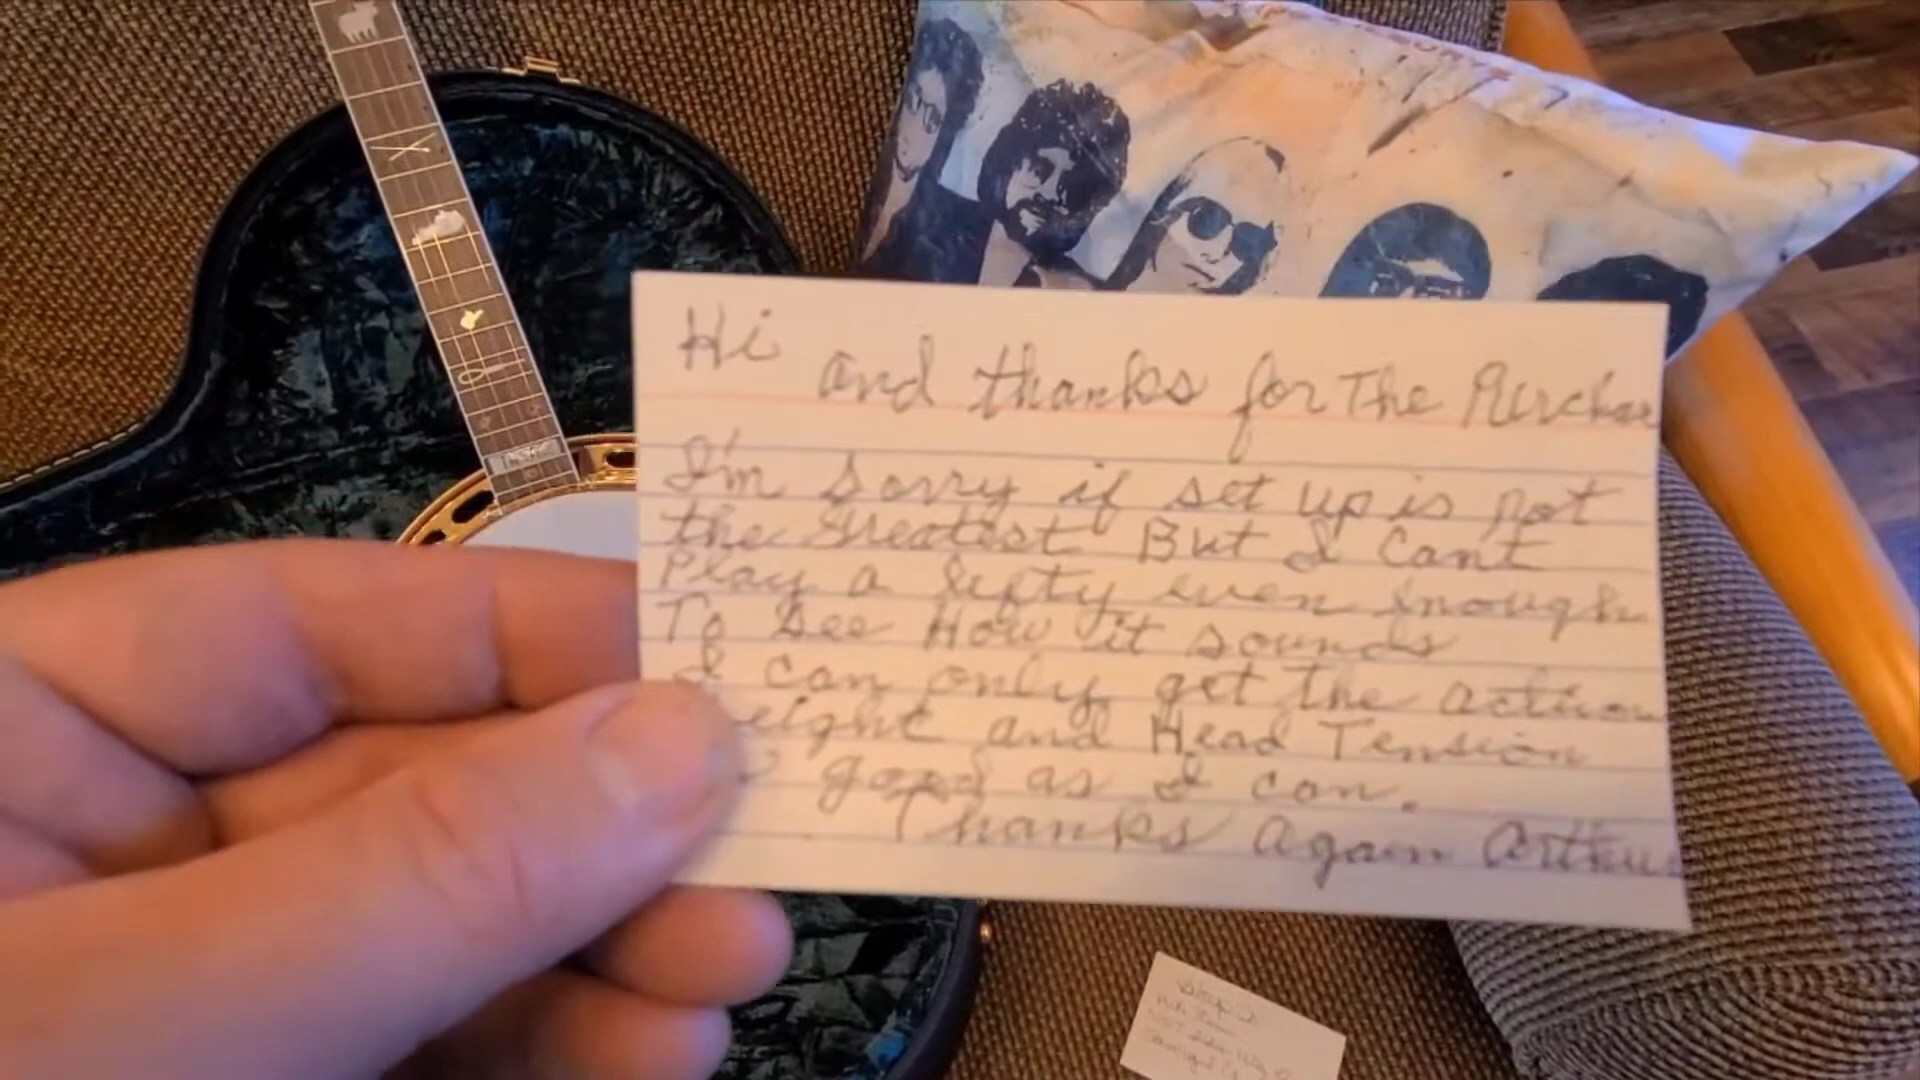 Hi
and thanks for The Purchase
I'm sorry if set up is not
the Greatest But I Cant
Play a lefty even Enough
To See How it sounds
I can only get the action
eight and Head Tension
good as I can.
Thanks Again Arthur